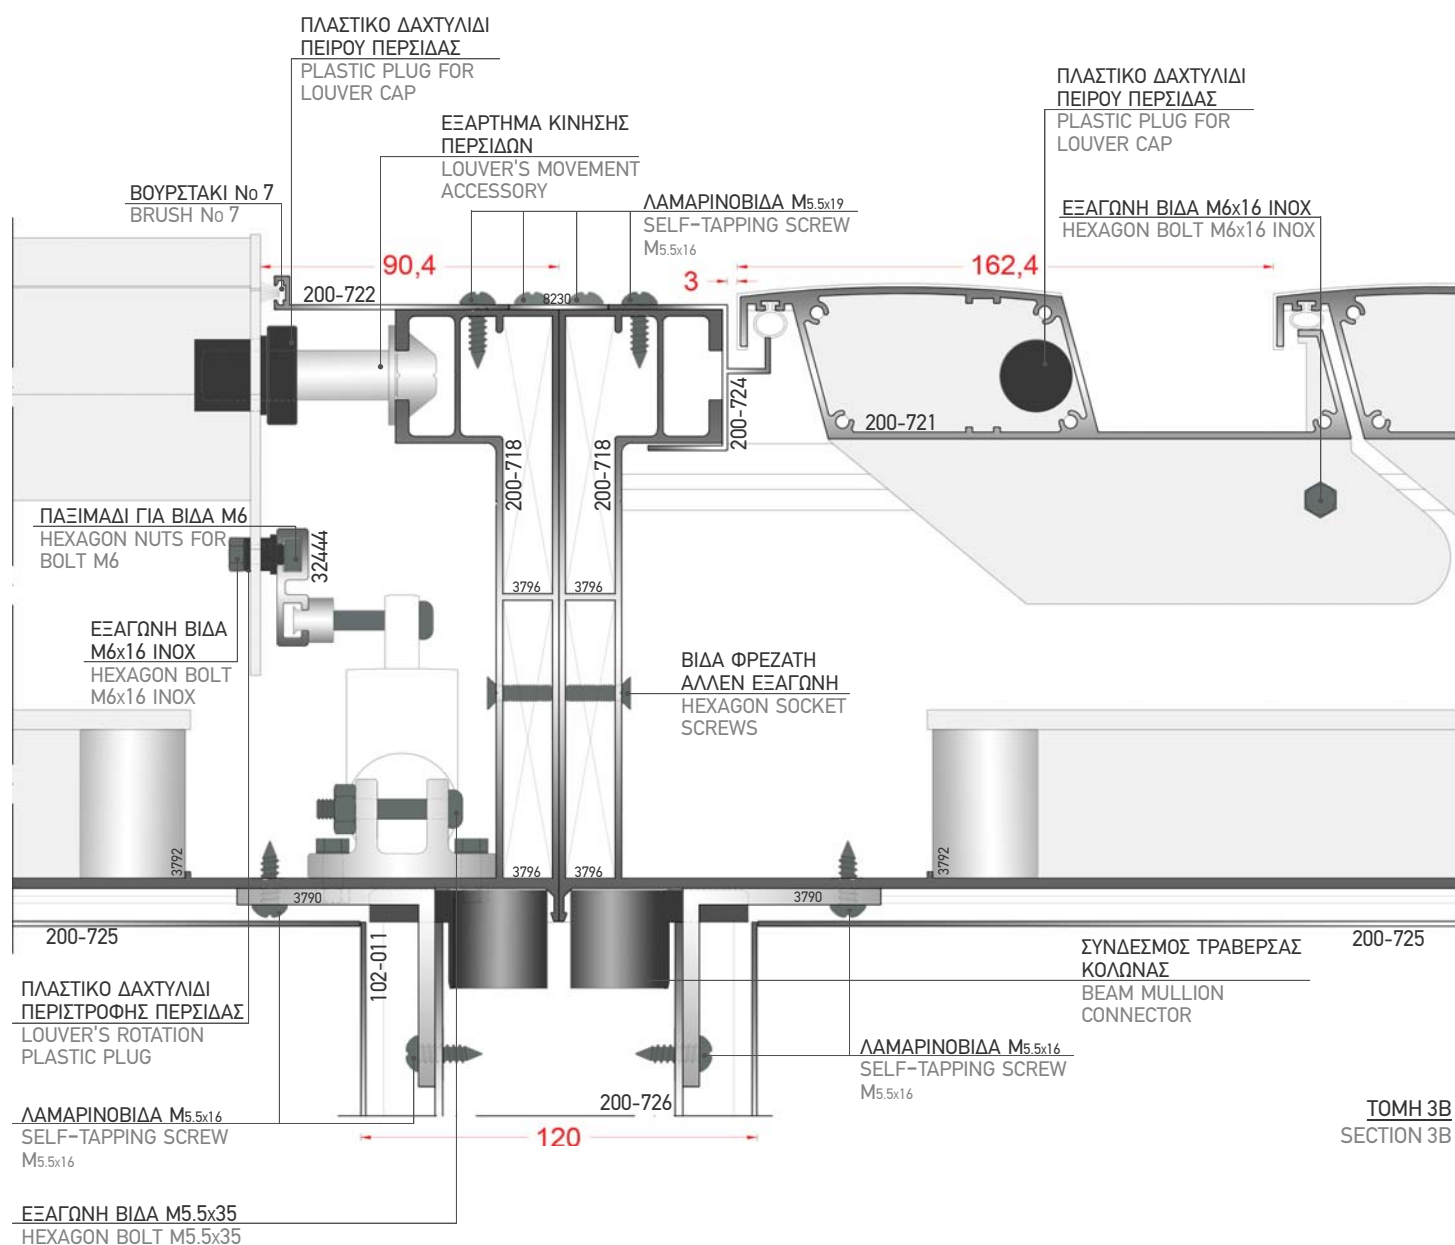 ΠΛΑΣΤΙΚΟ ΔΑΧΤΥΛΙΔΙ
ΠΕΙΡΟΥ ΠΕΡΣΙΔΑΣ
PLASTIC PLUG FOR
LOUVER CAP
ΠΛΑΣΤΙΚΟ ΔΑΧΤΥΛΙΔΙ
ΠΕΙΡΟΥ ΠΕΡΣΙΔΑΣ
PLASTIC PLUG FOR
LOUVER CAP
ΕΞΑΡΤΗΜΑ ΚΙΝΗΣΗΣ
ΠΕΡΣΙΔΩΝ
LOUVER'S MOVEMENT
ACCESSORY
ΒΟΥΡΣΤΑΚΙ Νο 7
BRUSH No 7
ΛΑΜΑΡΙΝΟΒΙΔΑ M5.5x19
SELF-TAPPING SCREW
M5.5x16
ΕΞΑΓΩΝΗ ΒΙΔΑ M6x16 INOX
HEXAGON BOLT M6x16 INOX
90,4
3
162,4
200-722
8230
200-724
200-721
200-718
200-718
ΠΑΞΙΜΑΔΙ ΓΙΑ ΒΙΔΑ M6
HEXAGON NUTS FOR
BOLT M6
32444
3796
3796
ΕΞΑΓΩΝΗ ΒΙΔΑ
M6x16 INOX
HEXAGON BOLT
M6x16 INOX
ΒΙΔΑ ΦΡΕΖΑΤΗ
ΑΛΛΕΝ ΕΞΑΓΩΝΗ
HEXAGON SOCKET
SCREWS
3792
3796
3796
3792
3790
3790
200-725
102-011
200-725
ΣΥΝΔΕΣΜΟΣ ΤΡΑΒΕΡΣΑΣ
ΚΟΛΩΝΑΣ
BEAM MULLION
CONNECTOR
ΠΛΑΣΤΙΚΟ ΔΑΧΤΥΛΙΔΙ
ΠΕΡΙΣΤΡΟΦΗΣ ΠΕΡΣΙΔΑΣ
LOUVER'S ROTATION
PLASTIC PLUG
ΛΑΜΑΡΙΝΟΒΙΔΑ M5.5x16
SELF-TAPPING SCREW
M5.5x16
200-726
ΛΑΜΑΡΙΝΟΒΙΔΑ M5.5x16
SELF-TAPPING SCREW
M5.5x16
120
ΤΟΜΗ 3Β
SECTION 3B
ΕΞΑΓΩΝΗ ΒΙΔΑ M5.5x35
HEXAGON BOLT M5.5x35